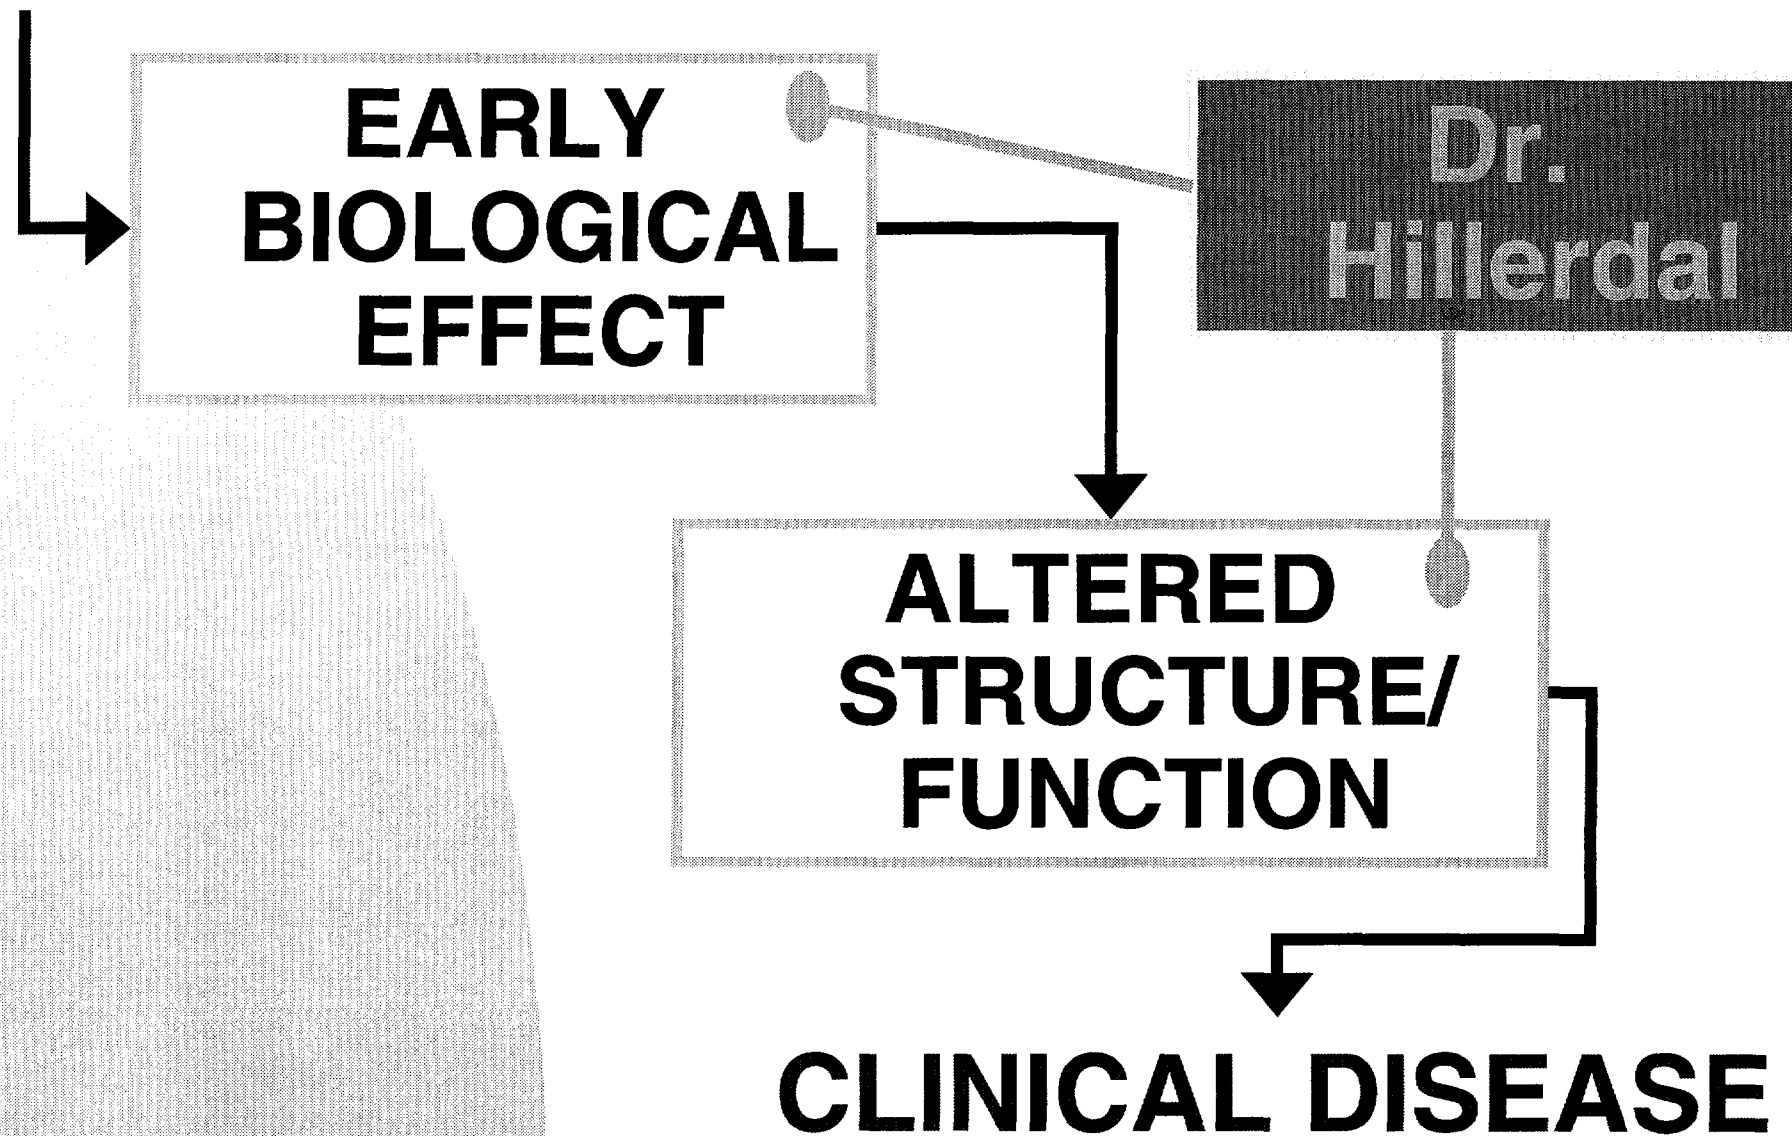 EARLY
BIOLOGICAL
EFFECT
Dr.
Hillerdal
ALTERED
STRUCTURE/
FUNCTION
CLINICAL DISEASE